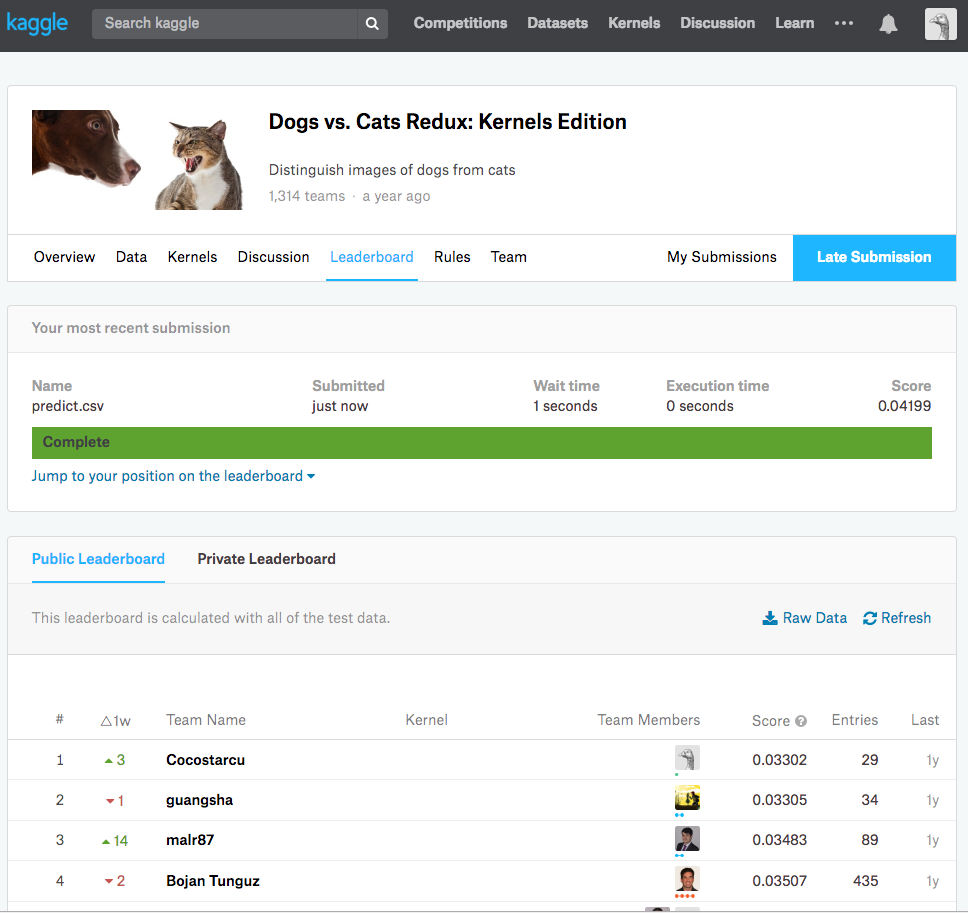 kaggle Search kaggle Competitions Datasets Kernels Discussion Learn
Dogs vs. Cats Redux: Kernels Edition
Distinguish images of dogs from cats
1,314 teams · a year ago
Overview Data Kernels Discussion Leaderboard Rules Team My Submissions Late Submission
Your most recent submission
Name Submitted Wait time Execution time Score
predict.csv just now 1 seconds 0 seconds 0.04199
Complete
Jump to your position on the leaderboard
Public Leaderboard Private Leaderboard
This leaderboard is calculated with all of the test data. Raw Data Refresh
# △1w Team Name Kernel Team Members Score Entries Last
1 3 Cocostarcu 0.03302 29 1y
2 1 guangsha 0.03305 34 1y
3 14 malr87 0.03483 89 1y
4 2 Bojan Tunguz 0.03507 435 1y